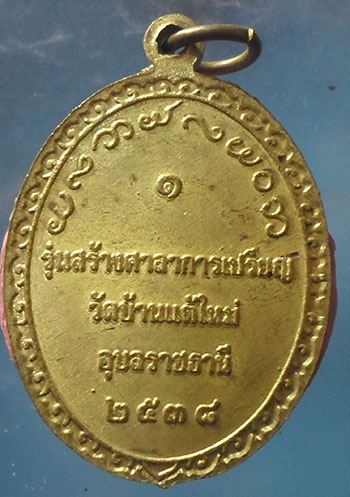 ๑
รุ่นสร้างศาลาการเปรียญ
วัดบ้านแต้ใหม่
อุบลราชธานี
๒๕๓๘